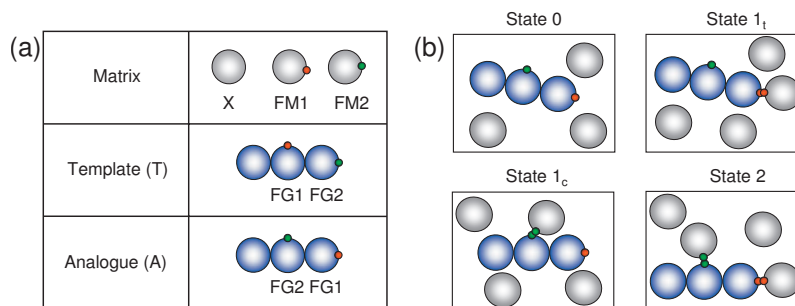 (a)
Matrix
X FM1 FM2
Template (T)
FG1 FG2
Analogue (A)
FG2 FG1
(b)
State 0
State 1t
State 1c
State 2